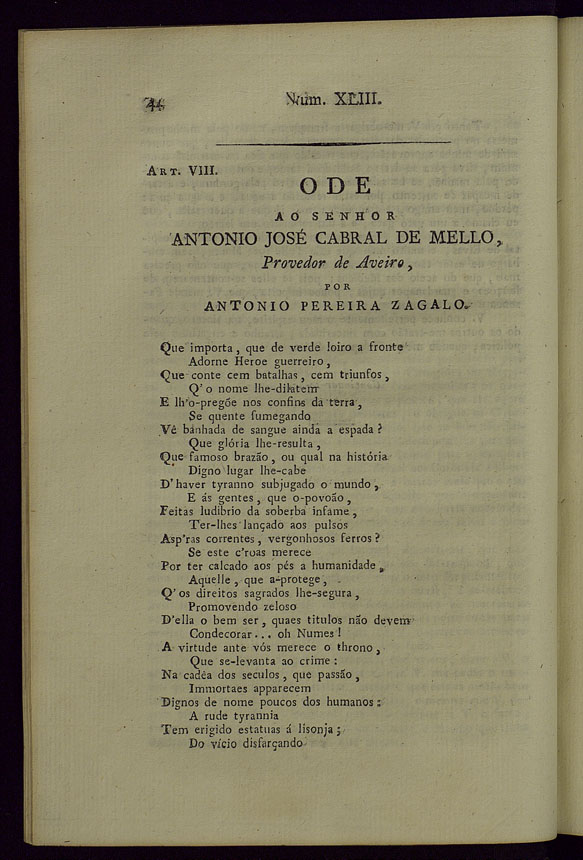 44 Num. XLIII.
ART. VIII.
ODE
AO SENHOR
ANTONIO JOSÉ CABRAL DE MELLO,
Provedor de Aveiro,
POR
ANTONIO PEREIRA ZAGALO.
Que importa, que de verde loiro a fronte
Adorne Heroe guerreiro,
Que conte cem batalhas, cem triunfos,
Q'o nome lhe-dilatem
E lh'o-pregõe nos confins da terra,
Se quente fumegando
Vê banhada de sangue ainda a espada?
Que glória lhe-resulta,
Que famoso brazão, ou qual na história
Digno lugar lhe-cabe
D'haver tyranno subjugado o mundo,
E ás gentes, que o-povoão,
Feitas ludibrio da soberba infame,
Ter-lhes lançado aos pulsos
Asp'ras correntes, vergonhosos ferros?
Se este c'roas merece
Por ter calcado aos pés a humanidade,
Aquelle, que a-protege,
Q'os direitos sagrados lhe-segura,
Promovendo zeloso
D'ella o bem ser, quaes titulos não devem
Condecorar... oh Numes!
A virtude ante vós merece o throno,
Que se-levanta ao crime:
Na cadêa dos seculos, que passão,
Immortaes apparecem
Dignos de nome poucos dos humanos:
A rude tyrannia
Tem erigido estatuas á lisonja;
Do vício disfarçando